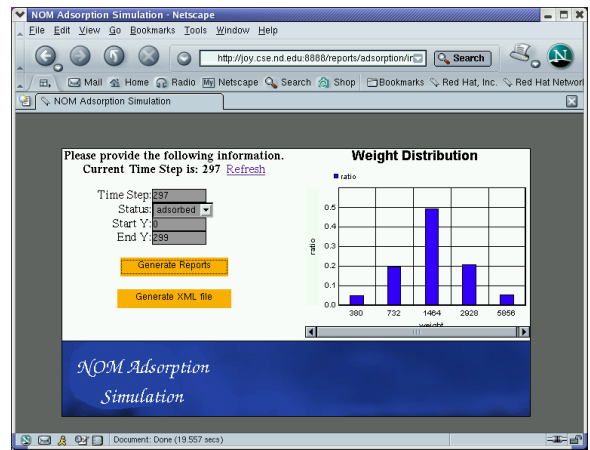 NOM Adsorption Simulation - Netscape
File Edit View Go Bookmarks Tools Window Help
http://joy.cse.nd.edu:8888/reports/adsorption/ir Search
Mail Home Radio My Netscape Search Shop Bookmarks Red Hat, Inc. Red Hat Network
NOM Adsorption Simulation
Please provide the following information.
Current Time Step is: 297 Refresh
Time Step: 297
Status: adsorbed
Start Y: 0
End Y: 299
Generate Reports
Generate XML file
Weight Distribution
ratio
ratio
0.5
0.4
0.3
0.2
0.1
0.0
380 732 1464 2928 5856
weight
NOM Adsorption
Simulation
Document: Done (19.557 secs)